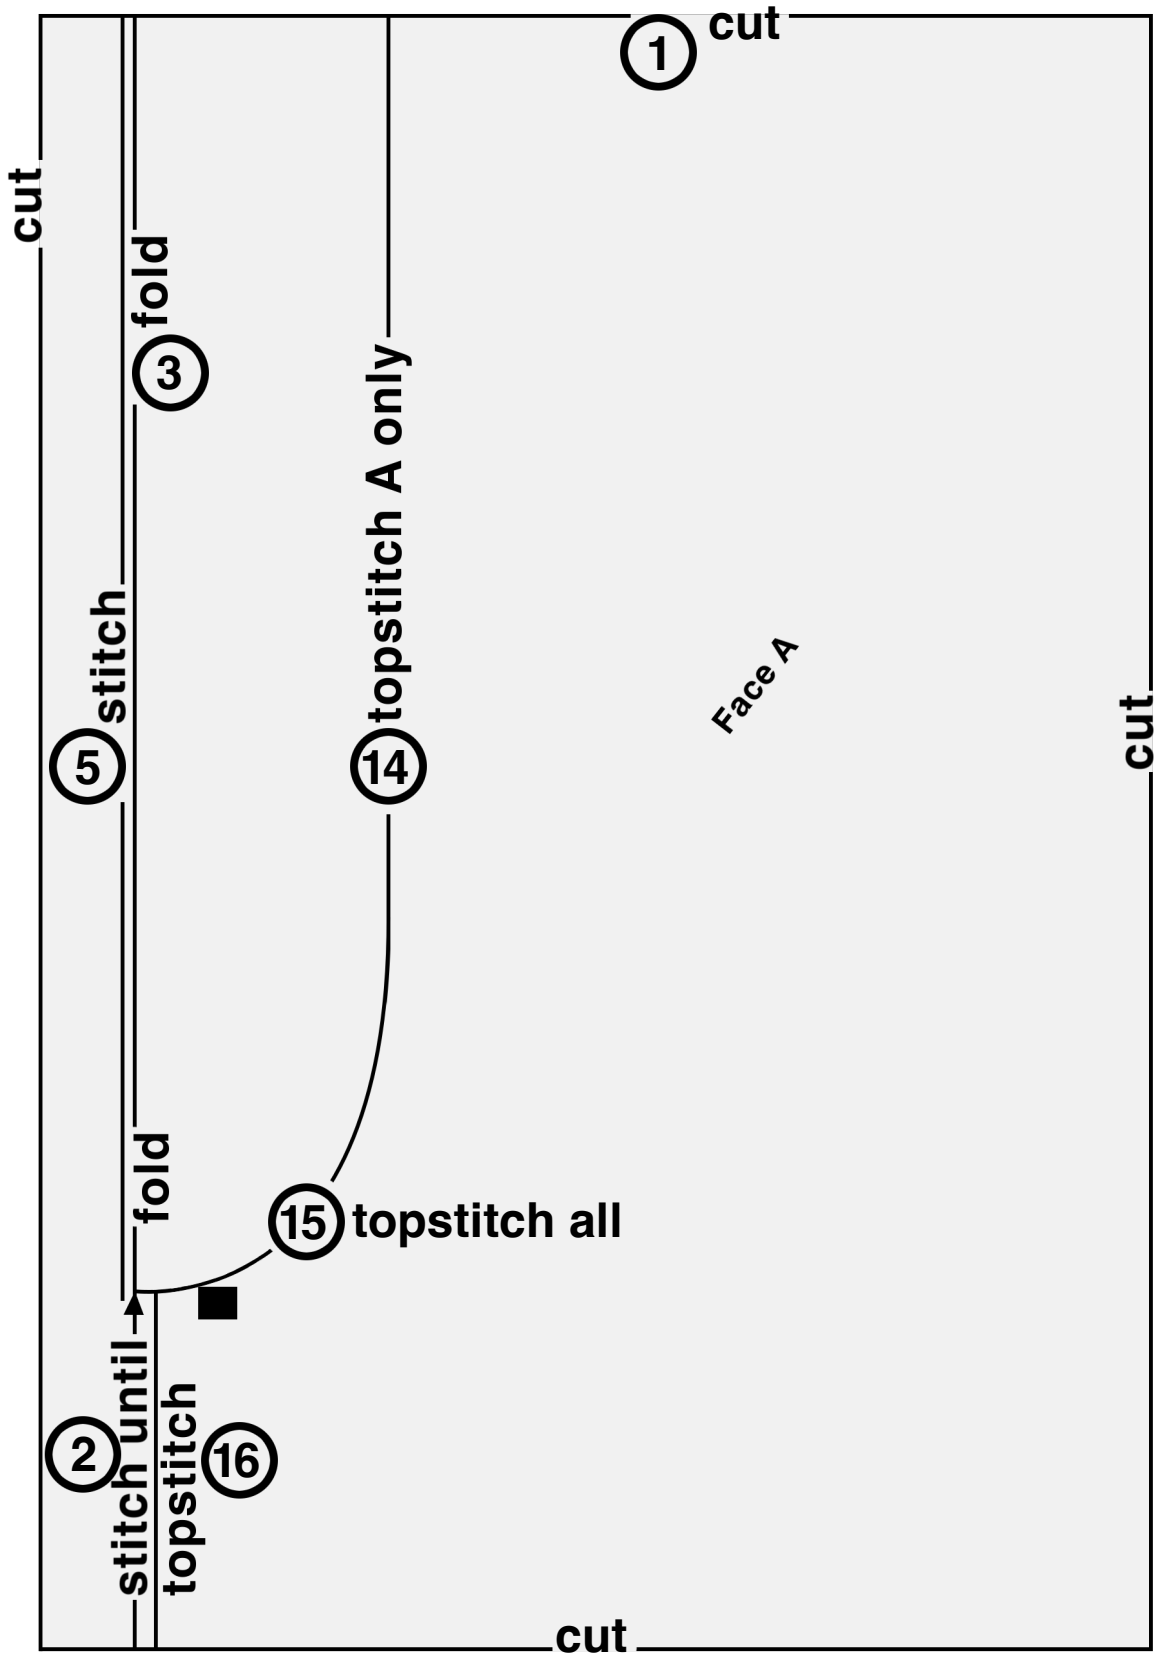 cut
1
cut
fold
3
topstitch A only
stitch
Face A
cut
5
14
fold
15 topstitch all
stitch until
topstitch
2
16
cut